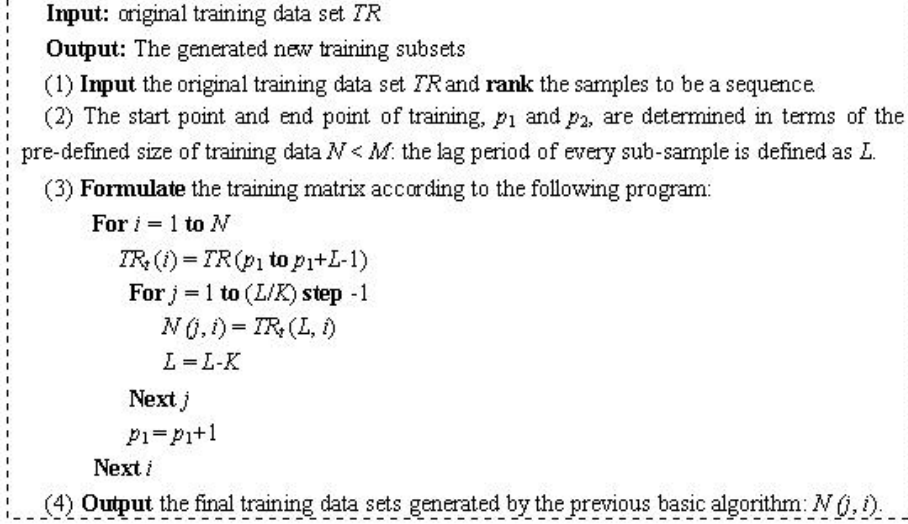 Input: original training data set TR
Output: The generated new training subsets
(1) Input the original training data set TR and rank the samples to be a sequence.
(2) The start point and end point of training, p1 and p2, are determined in terms of the
pre-defined size of training data N < M: the lag period of every sub-sample is defined as L.
(3) Formulate the training matrix according to the following program:
For i = 1 to N
TRt (i) = TR (p1 to p1+L-1)
For j = 1 to (L/K) step -1
N (j, i) = TRt (L, i)
L = L-K
Next j
p1= p1+1
Next i
(4) Output the final training data sets generated by the previous basic algorithm: N (j, i).